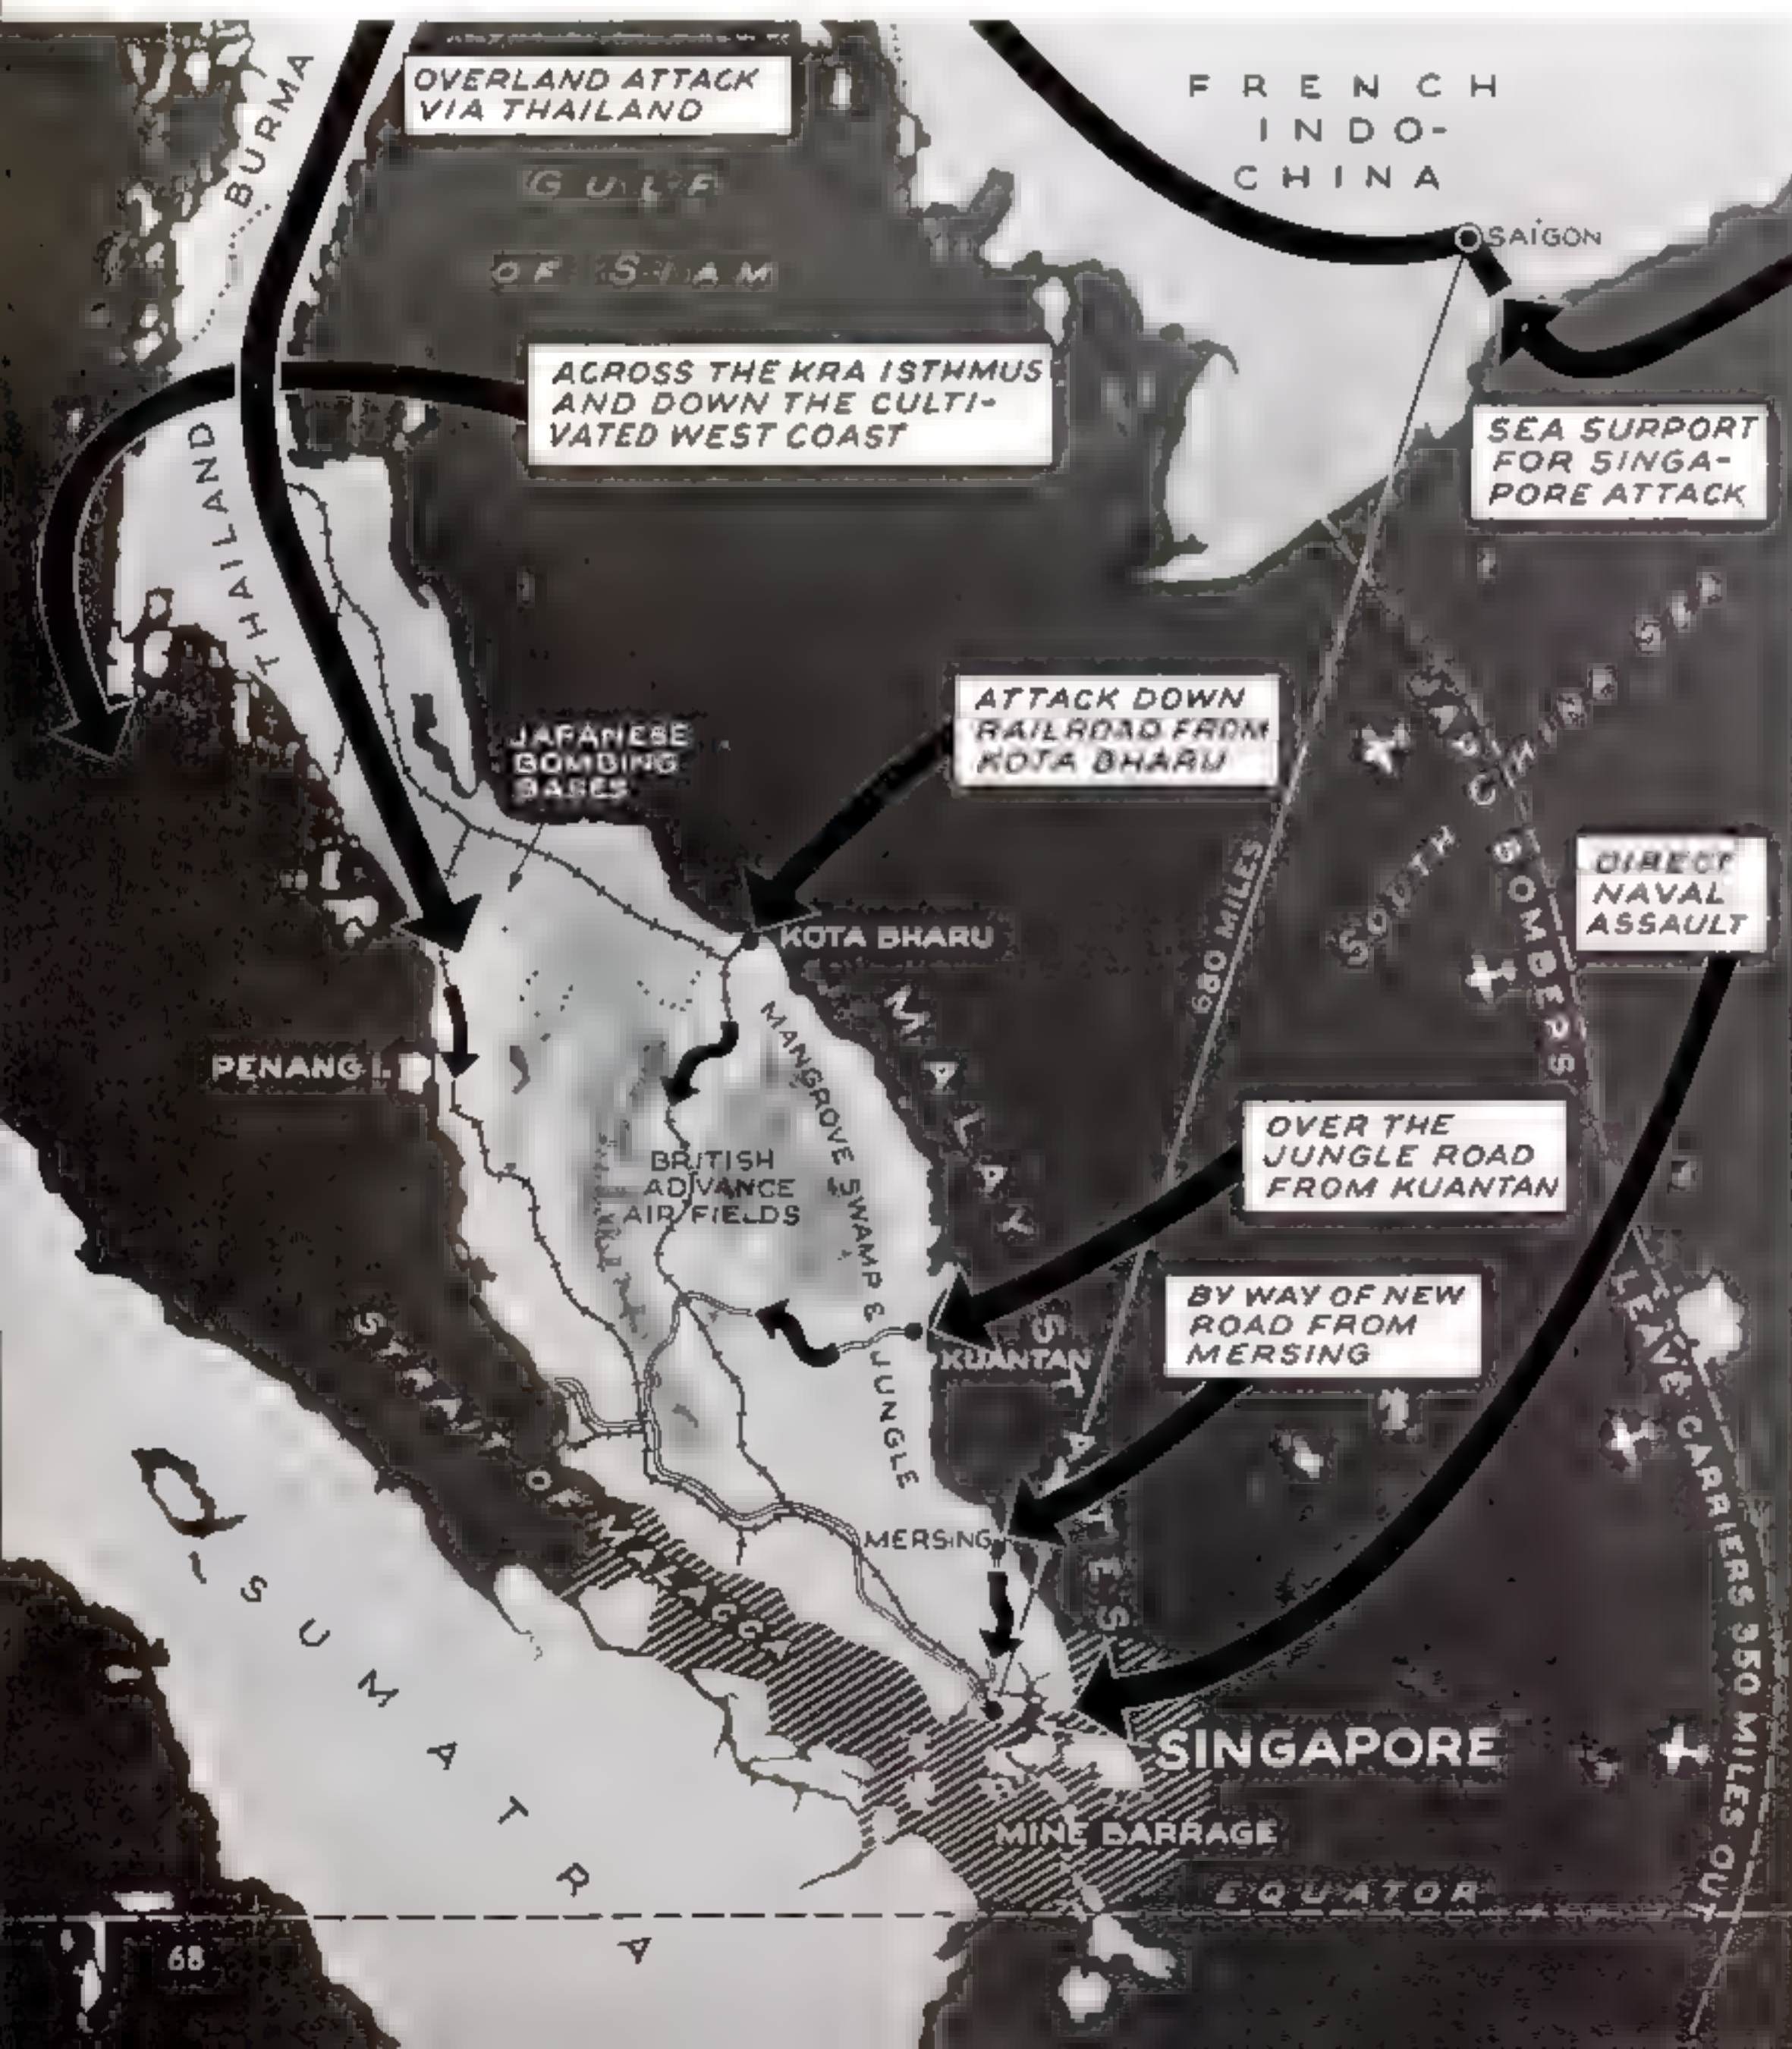 BURMA
OVERLAND ATTACK
VIA THAILAND
GULF
OF SIAM
FRENCH
INDO-
CHINA
SAIGON
ACROSS THE KRA ISTHMUS
AND DOWN THE CULTI-
VATED WEST COAST
SEA SUPPORT
FOR SINGA-
PORE ATTACK
THAILAND
JAPANESE
BOMBING
BASES
ATTACK DOWN
RAILROAD FROM
KOTA BHARU
SOUTH CHINA SEA
JAP BOMBERS
LEAVE CARRIERS 350 MILES OUT
DIRECT
NAVAL
ASSAULT
680 MILES
KOTA BHARU
MALAY
STATES
PENANG I.
MANGROVE SWAMP & JUNGLE
BRITISH
ADVANCE
AIR FIELDS
OVER THE
JUNGLE ROAD
FROM KUANTAN
BY WAY OF NEW
ROAD FROM
MERSING
KUANTAN
STRAIT OF MALACCA
MERSING
SUMATRA
SINGAPORE
MINE BARRAGE
EQUATOR
68